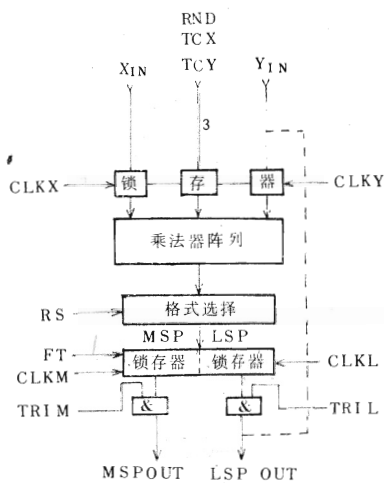 RND
TCX
XIN TCY YIN
3
CLKX 锁 存 器 CLKY
乘法器阵列
RS 格式选择
MSP LSP
FT 锁存器 锁存器 CLKL
CLKM
TRIM & & TRIL
MSPOUT LSP OUT